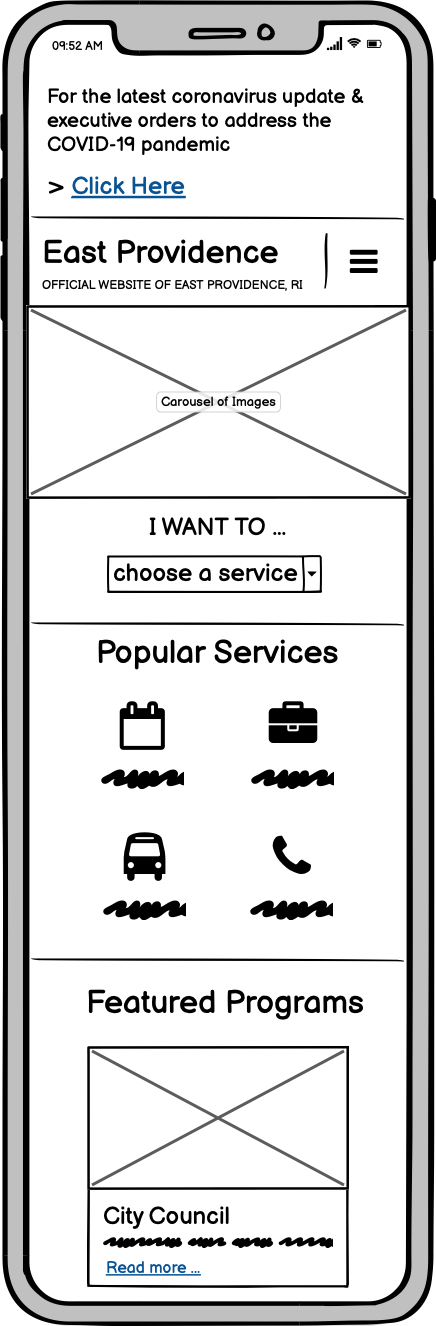 09:52 AM
For the latest coronavirus update &
executive orders to address the
COVID-19 pandemic
> Click Here
East Providence
OFFICIAL WEBSITE OF EAST PROVIDENCE, RI
Carousel of Images
I WANT TO ...
choose a service
Popular Services
Featured Programs
City Council
Read more ...